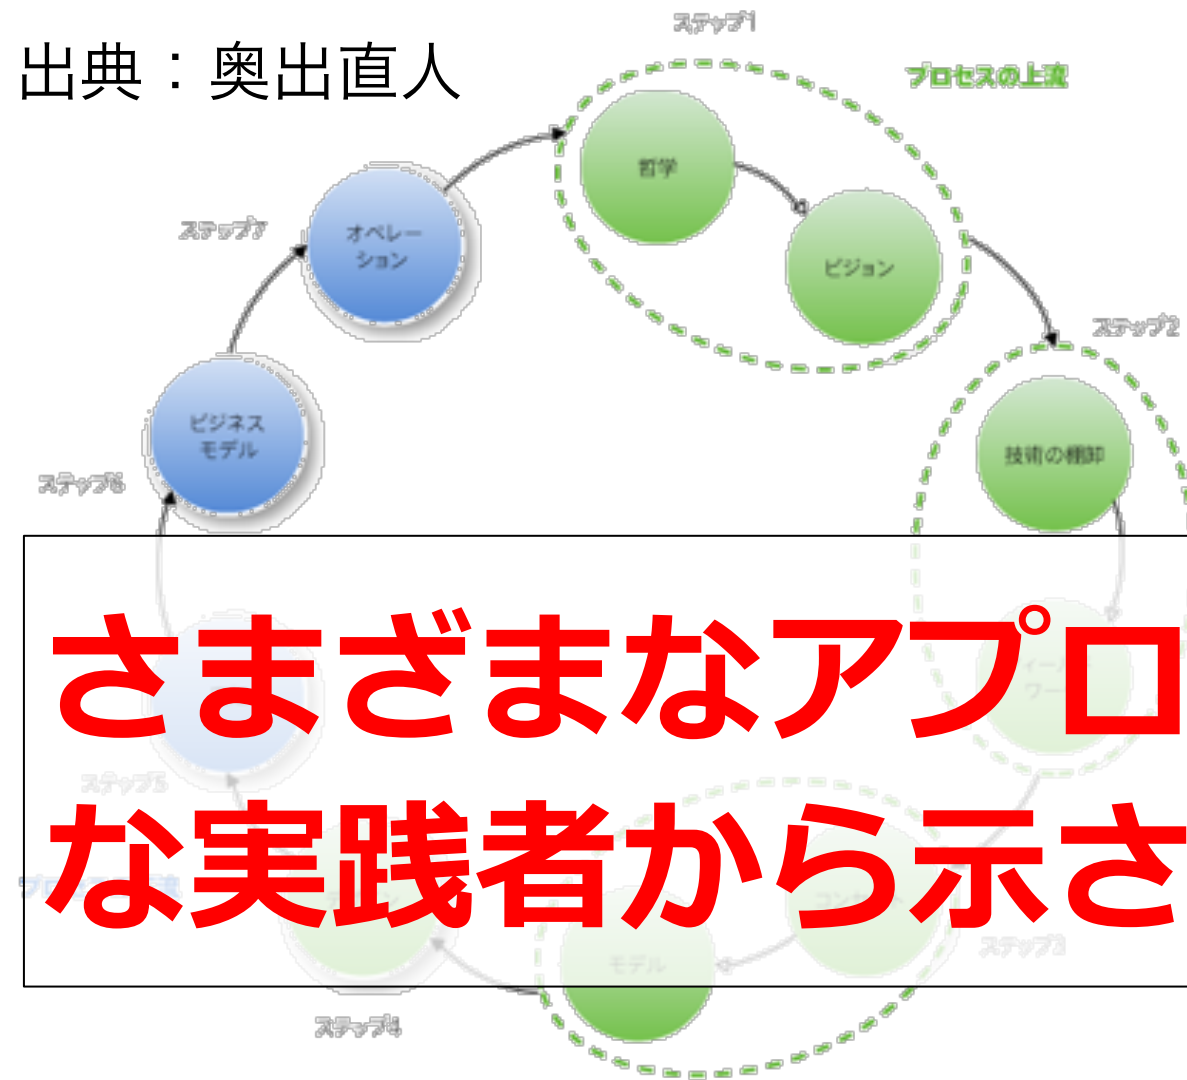 ステップ1
出典：奥出直人
プロセスの上流
哲学
ステップ7
オペレー
ション
ビジョン
ステップ2
ビジネス
モデル
技術の棚卸
ステップ6
さまざまなアプロ
ステップ5
な実践者から示さ
ステップ3
モデル
ステップ4